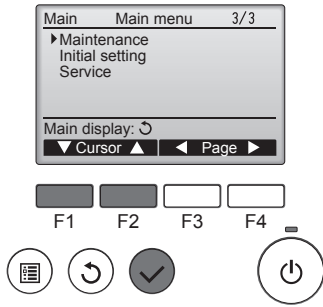 Main Main menu 3/3
Maintenance
Initial setting
Service
Main display:
Cursor Page
F1 F2 F3 F4